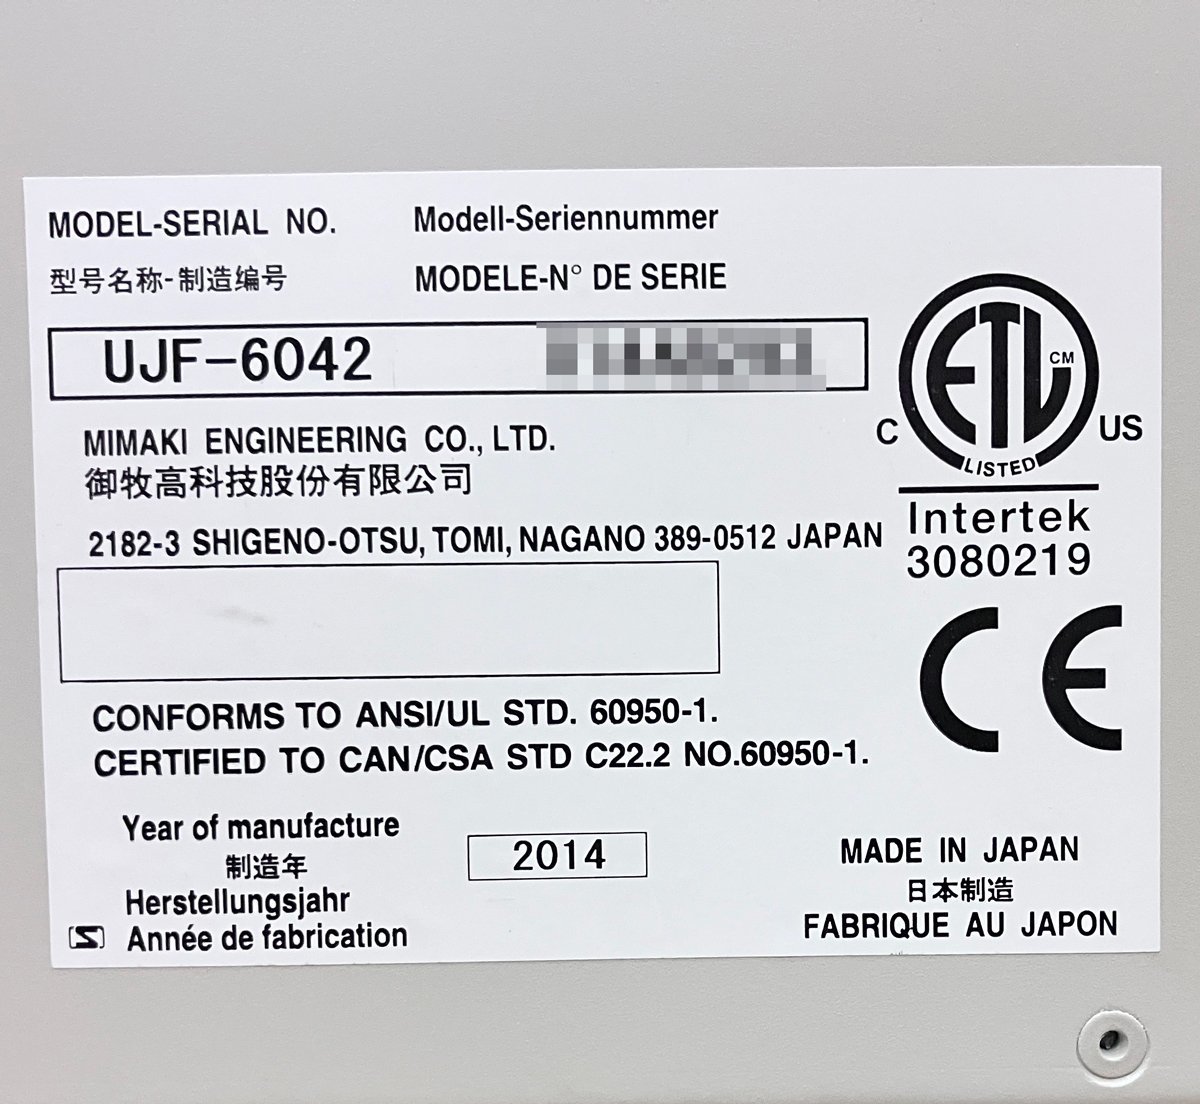 MODEL-SERIAL NO. Modell-Seriennummer
型号名称-制造编号 MODELE-N° DE SERIE
UJF-6042
MIMAKI ENGINEERING CO., LTD.
御牧高科技股份有限公司
2182-3 SHIGENO-OTSU, TOMI, NAGANO 389-0512 JAPAN
ETL CM
C US
LISTED
Intertek
3080219
CE
CONFORMS TO ANSI/UL STD. 60950-1.
CERTIFIED TO CAN/CSA STD C22.2 NO.60950-1.
Year of manufacture
制造年
Herstellungsjahr
S Année de fabrication
2014
MADE IN JAPAN
日本制造
FABRIQUE AU JAPON